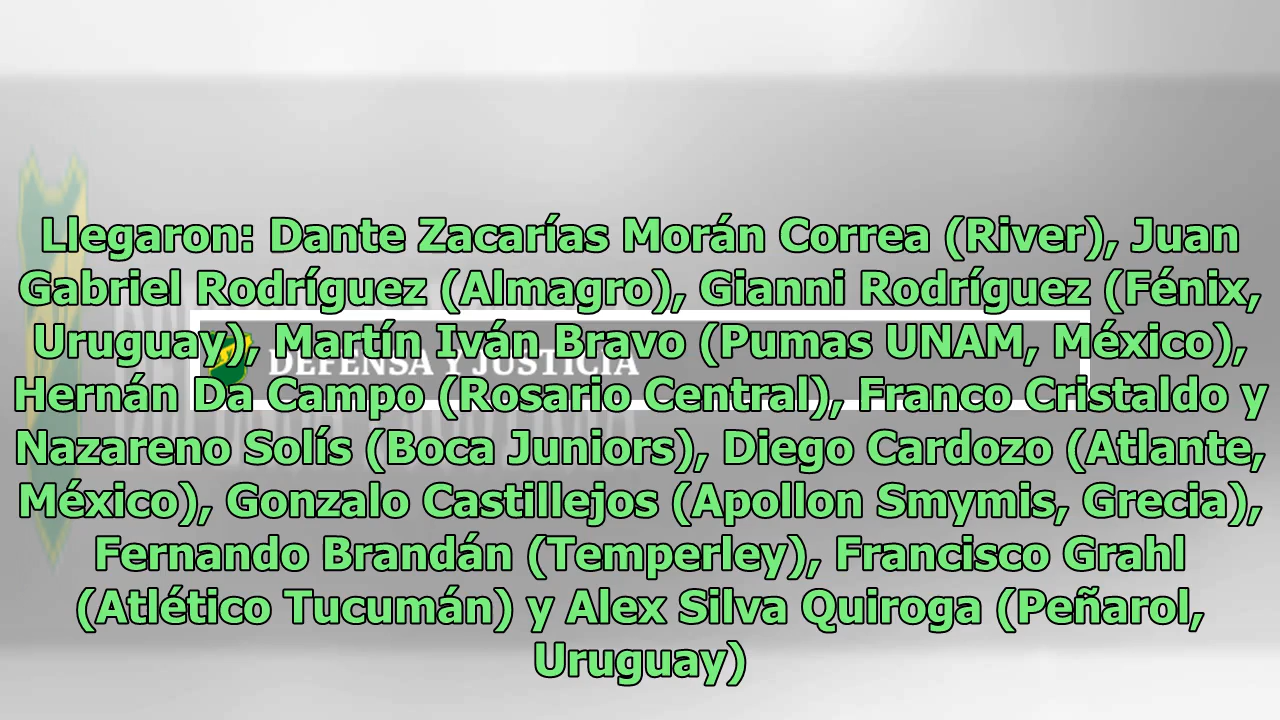 Llegaron: Dante Zacarías Morán Correa (River), Juan
Gabriel Rodríguez (Almagro), Gianni Rodríguez (Fénix,
Uruguay), Martín Iván Bravo (Pumas UNAM, México),
DEFENSA Y JUSTICIA
Hernán Da Campo (Rosario Central), Franco Cristaldo y
Nazareno Solís (Boca Juniors), Diego Cardozo (Atlante,
México), Gonzalo Castillejos (Apollon Smymis, Grecia),
Fernando Brandán (Temperley), Francisco Grahl
(Atlético Tucumán) y Alex Silva Quiroga (Peñarol,
Uruguay)